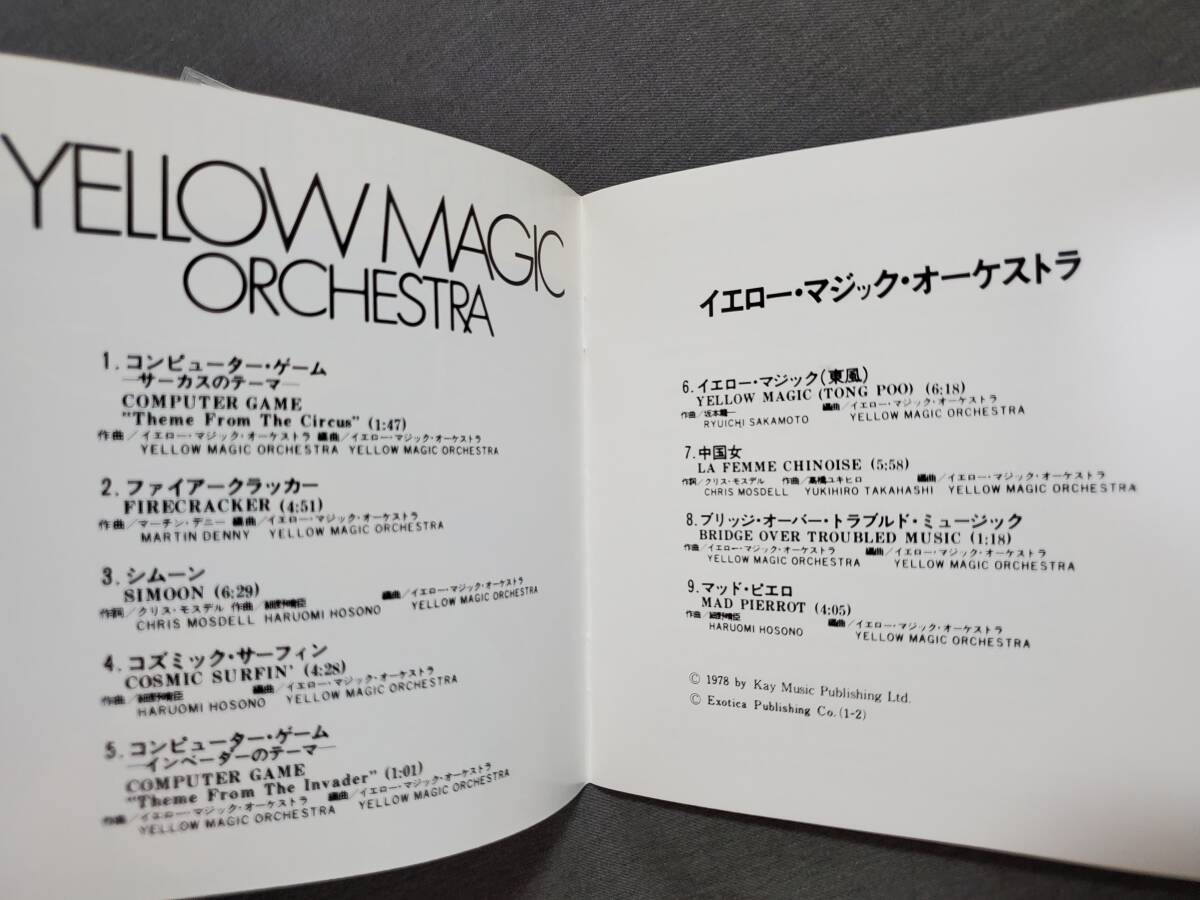 YELLOW MAGIC
ORCHESTRA
1. コンピューター・ゲーム
―サーカスのテーマ―
COMPUTER GAME
"Theme From The Circus" (1:47)
作曲／イエロー・マジック・オーケストラ 編曲／イエロー・マジック・オーケストラ
YELLOW MAGIC ORCHESTRA YELLOW MAGIC ORCHESTRA
2. ファイアークラッカー
FIRECRACKER (4:51)
作曲／マーチン・デニー 編曲／イエロー・マジック・オーケストラ
MARTIN DENNY YELLOW MAGIC ORCHESTRA
3. シムーン
SIMOON (6:29)
作詞／クリス・モスデル 作曲／細野晴臣 編曲／イエロー・マジック・オーケストラ
CHRIS MOSDELL HARUOMI HOSONO YELLOW MAGIC ORCHESTRA
4. コズミック・サーフィン
COSMIC SURFIN' (4:28)
作曲／細野晴臣 編曲／イエロー・マジック・オーケストラ
HARUOMI HOSONO YELLOW MAGIC ORCHESTRA
5. コンピューター・ゲーム
―インベーダーのテーマ―
COMPUTER GAME
"Theme From The Invader" (1:01)
作曲／イエロー・マジック・オーケストラ 編曲／イエロー・マジック・オーケストラ
YELLOW MAGIC ORCHESTRA YELLOW MAGIC ORCHESTRA
イエロー・マジック・オーケストラ
6. イエロー・マジック(東風)
YELLOW MAGIC (TONG POO) (6:18)
作曲／坂本龍一 編曲／イエロー・マジック・オーケストラ
RYUICHI SAKAMOTO YELLOW MAGIC ORCHESTRA
7. 中国女
LA FEMME CHINOISE (5:58)
作詞／クリス・モスデル 作曲／高橋ユキヒロ 編曲／イエロー・マジック・オーケストラ
CHRIS MOSDELL YUKIHIRO TAKAHASHI YELLOW MAGIC ORCHESTRA
8. ブリッジ・オーバー・トラブルド・ミュージック
BRIDGE OVER TROUBLED MUSIC (1:18)
作曲／イエロー・マジック・オーケストラ 編曲／イエロー・マジック・オーケストラ
YELLOW MAGIC ORCHESTRA YELLOW MAGIC ORCHESTRA
9. マッド・ピエロ
MAD PIERROT (4:05)
作曲／細野晴臣 編曲／イエロー・マジック・オーケストラ
HARUOMI HOSONO YELLOW MAGIC ORCHESTRA
© 1978 by Kay Music Publishing Ltd.
© Exotica Publishing Co. (1-2)